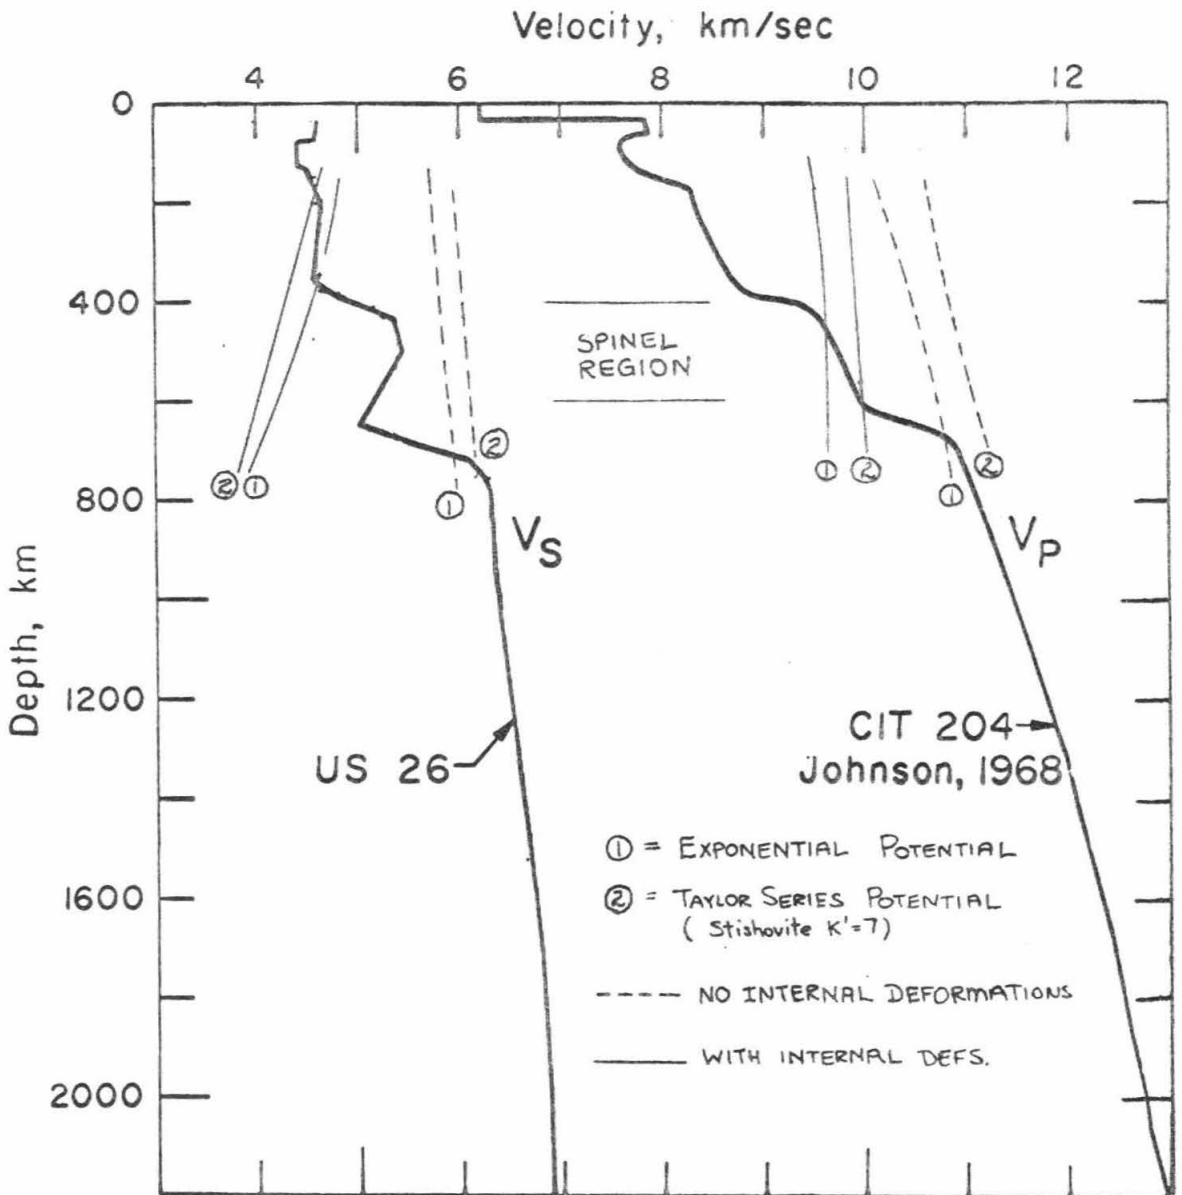 Velocity, km/sec
4 6 8 10 12
0
400
SPINEL
REGION
2
2 1
1 2 2
1 1
800
VS
VP
Depth, km
1200
CIT 204
US 26
Johnson, 1968
1 = EXPONENTIAL POTENTIAL
1600
2 = TAYLOR SERIES POTENTIAL
( Stishovite K'=7)
NO INTERNAL DEFORMATIONS
WITH INTERNAL DEFS.
2000